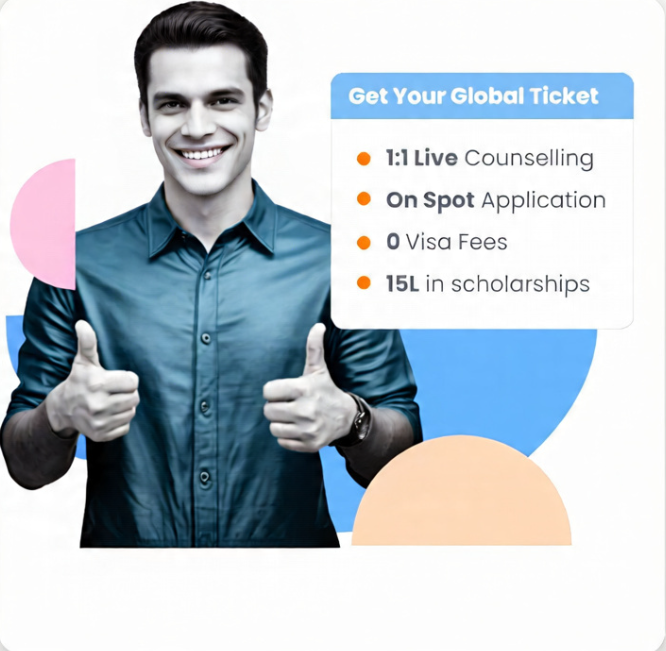 Get Your Global Ticket
1:1 Live Counselling
On Spot Application
0 Visa Fees
15L in scholarships